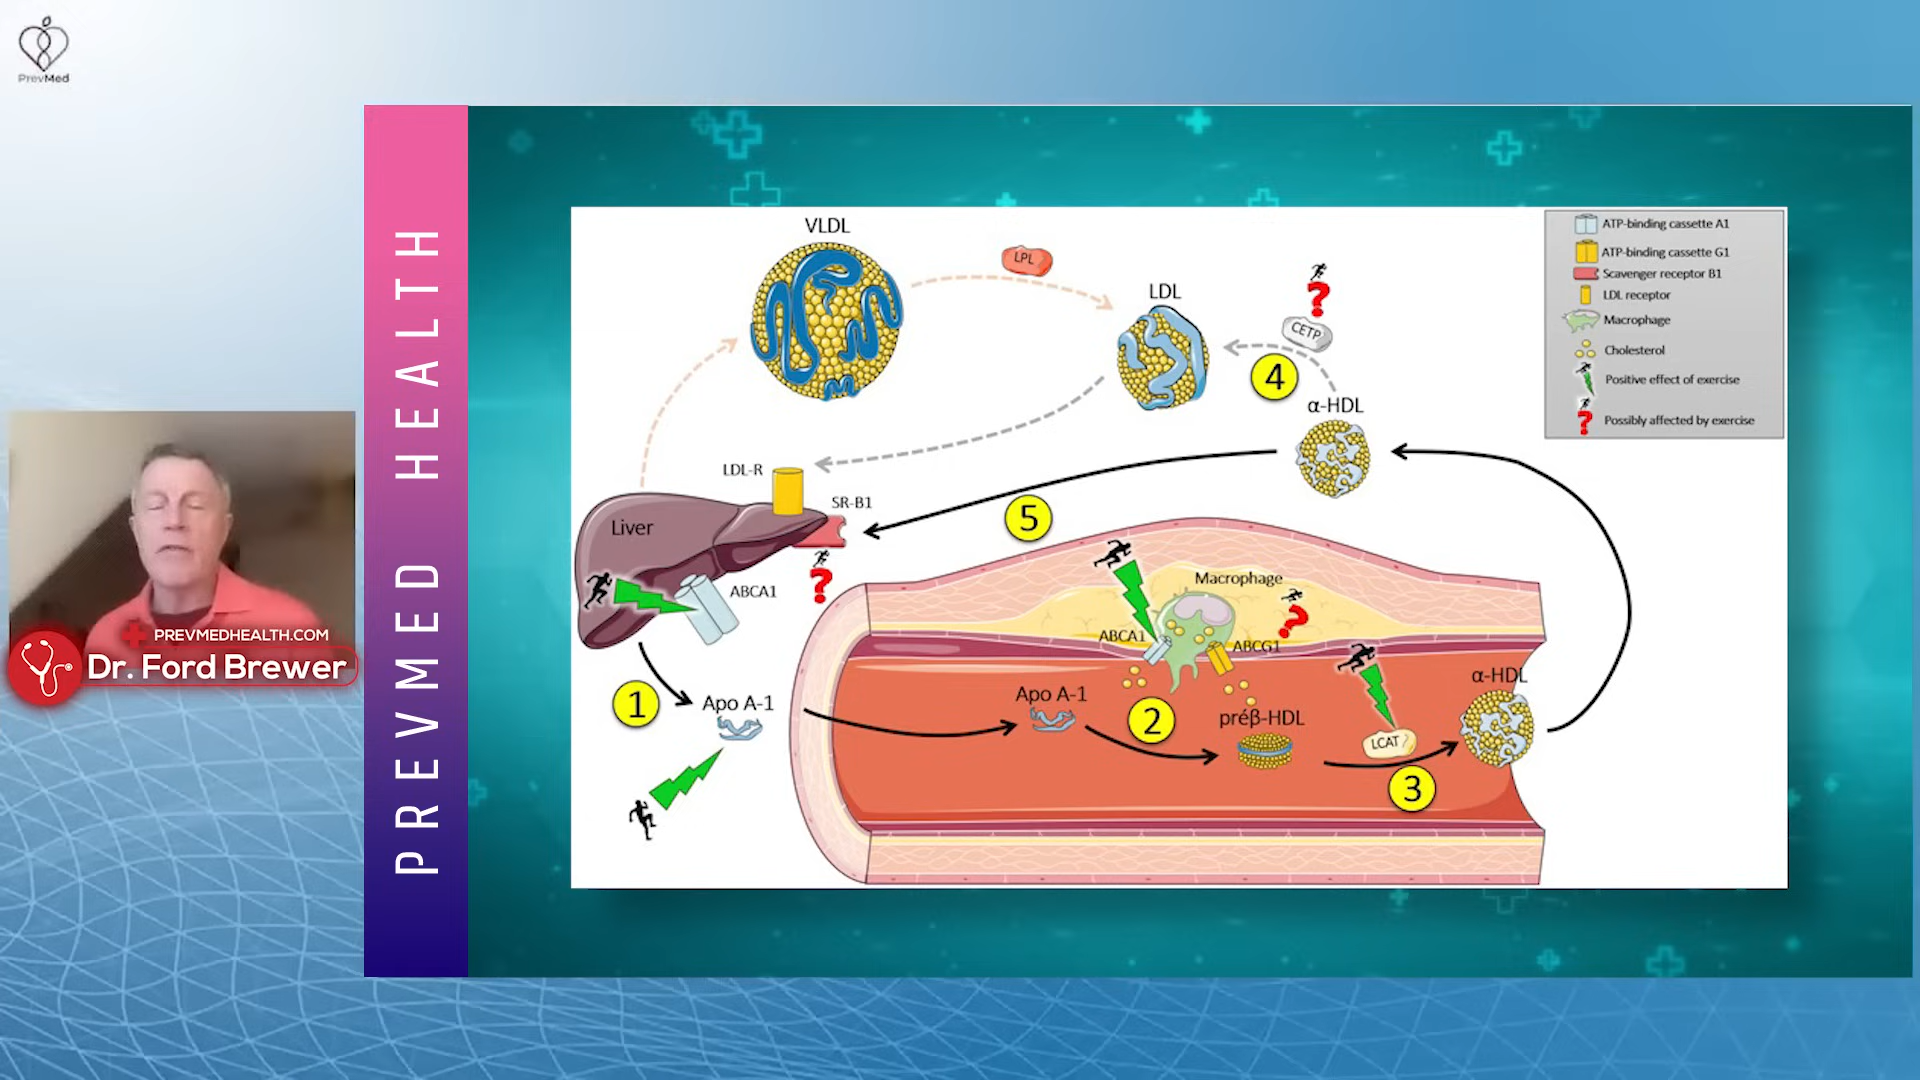 PrevMed
PREVMED HEALTH
PREVMEDHEALTH.COM
Dr. Ford Brewer
VLDL
LPL
LDL
CETP
4
α-HDL
ATP-binding cassette A1
ATP-binding cassette G1
Scavenger receptor B1
LDL receptor
Macrophage
Cholesterol
Positive effect of exercise
Possibly affected by exercise
LDL-R
SR-B1
Liver
5
ABCA1
Macrophage
ABCA1
ABCG1
1
Apo A-1
Apo A-1
2
préβ-HDL
LCAT
3
α-HDL